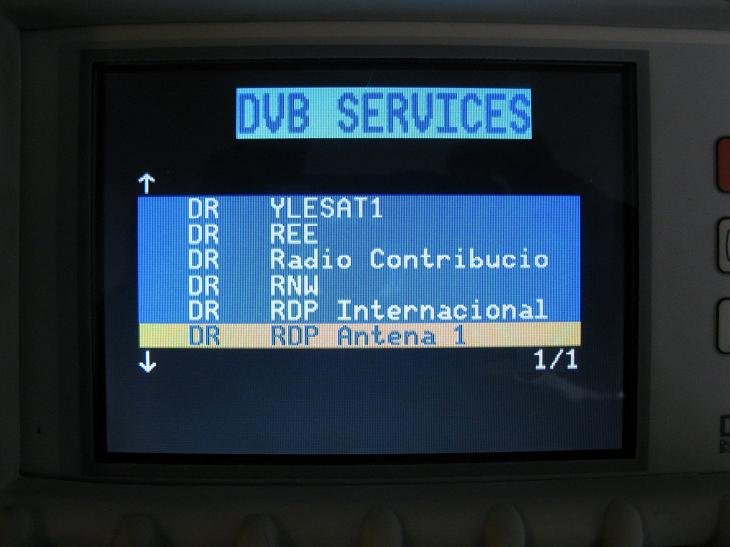 DVB SERVICES
↑
DR YLESAT1
DR REE
DR Radio Contribucio
DR RNW
DR RDP Internacional
DR RDP Antena 1
↓ 1/1